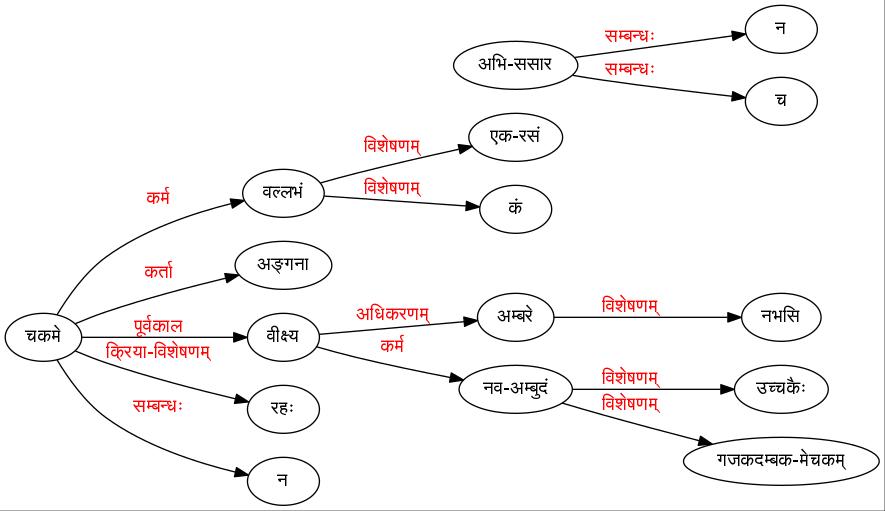 सम्बन्धः
न
अभि-ससार
सम्बन्धः
च
विशेषणम्
एक-रसं
कर्म
वल्लभं
विशेषणम्
कं
कर्ता
अङ्गना
चकमे
पूर्वकाल
वीक्ष्य
अधिकरणम्
अम्बरे
विशेषणम्
नभसि
कर्म
नव-अम्बुदं
विशेषणम्
उच्चकैः
विशेषणम्
गजकदम्बक-मेचकम्
क्रिया-विशेषणम्
रहः
सम्बन्धः
न